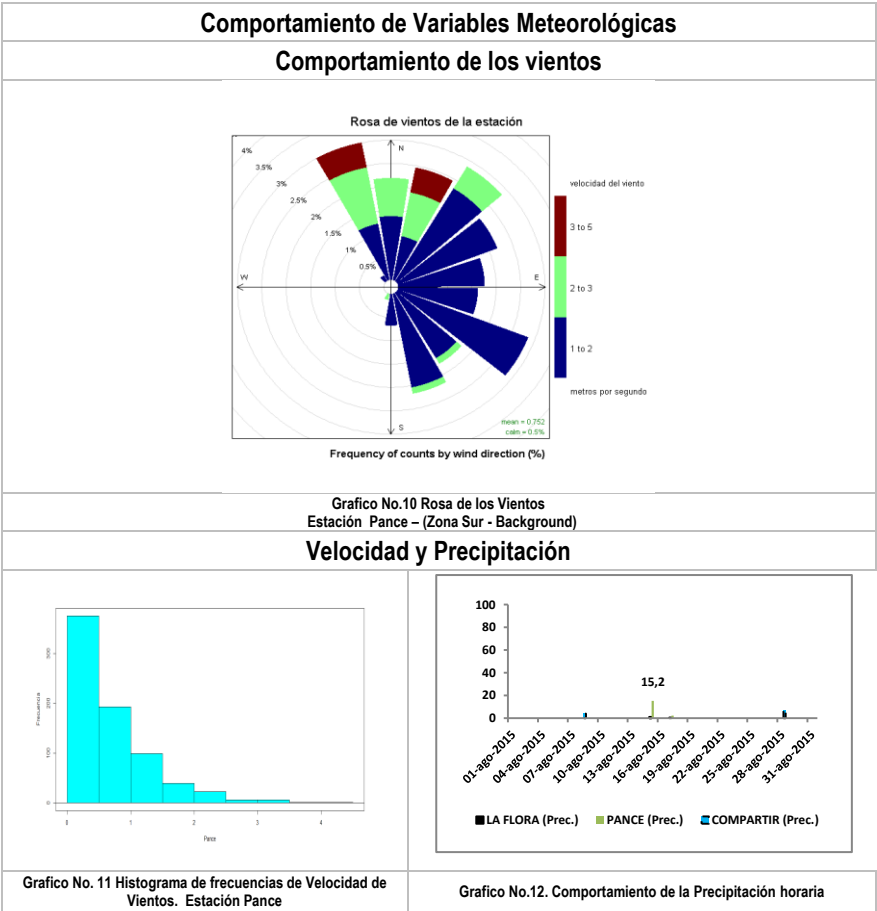 Comportamiento de Variables Meteorológicas
Comportamiento de los vientos
Rosa de vientos de la estación
4%
3.5%
3%
2.5%
2%
1.5%
1%
0.5%
N
W
E
S
velocidad del viento
3 to 5
2 to 3
1 to 2
metros por segundo
mean = 0.752
calm = 0.5%
Frequency of counts by wind direction (%)
Grafico No.10 Rosa de los Vientos
Estación Pance – (Zona Sur - Background)
Velocidad y Precipitación
Frecuencia
300
200
100
0
0 1 2 3 4
Pance
100
80
60
40
20
0
15,2
01-ago-2015
04-ago-2015
07-ago-2015
10-ago-2015
13-ago-2015
16-ago-2015
19-ago-2015
22-ago-2015
25-ago-2015
28-ago-2015
31-ago-2015
LA FLORA (Prec.) PANCE (Prec.) COMPARTIR (Prec.)
Grafico No. 11 Histograma de frecuencias de Velocidad de
Vientos. Estación Pance
Grafico No.12. Comportamiento de la Precipitación horaria